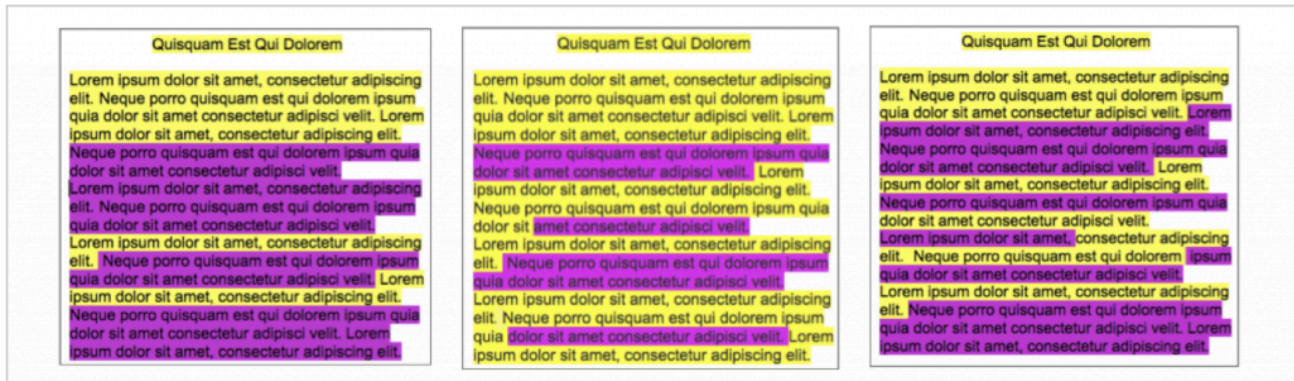 Quisquam Est Qui Dolorem
Lorem ipsum dolor sit amet, consectetur adipiscing
elit. Neque porro quisquam est qui dolorem ipsum
quia dolor sit amet consectetur adipisci velit. Lorem
ipsum dolor sit amet, consectetur adipiscing elit.
Neque porro quisquam est qui dolorem ipsum quia
dolor sit amet consectetur adipisci velit.
Lorem ipsum dolor sit amet, consectetur adipiscing
elit. Neque porro quisquam est qui dolorem ipsum
quia dolor sit amet consectetur adipisci velit.
Lorem ipsum dolor sit amet, consectetur adipiscing
elit. Neque porro quisquam est qui dolorem ipsum
quia dolor sit amet consectetur adipisci velit. Lorem
ipsum dolor sit amet, consectetur adipiscing elit.
Neque porro quisquam est qui dolorem ipsum quia
dolor sit amet consectetur adipisci velit. Lorem
ipsum dolor sit amet, consectetur adipiscing elit.
Quisquam Est Qui Dolorem
Lorem ipsum dolor sit amet, consectetur adipiscing
elit. Neque porro quisquam est qui dolorem ipsum
quia dolor sit amet consectetur adipisci velit. Lorem
ipsum dolor sit amet, consectetur adipiscing elit.
Neque porro quisquam est qui dolorem ipsum quia
dolor sit amet consectetur adipisci velit. Lorem
ipsum dolor sit amet, consectetur adipiscing elit.
Neque porro quisquam est qui dolorem ipsum quia
dolor sit amet consectetur adipisci velit.
Lorem ipsum dolor sit amet, consectetur adipiscing
elit. Neque porro quisquam est qui dolorem ipsum
quia dolor sit amet consectetur adipisci velit.
Lorem ipsum dolor sit amet, consectetur adipiscing
elit. Neque porro quisquam est qui dolorem ipsum
quia dolor sit amet consectetur adipisci velit. Lorem
ipsum dolor sit amet, consectetur adipiscing elit.
Quisquam Est Qui Dolorem
Lorem ipsum dolor sit amet, consectetur adipiscing
elit. Neque porro quisquam est qui dolorem ipsum
quia dolor sit amet consectetur adipisci velit. Lorem
ipsum dolor sit amet, consectetur adipiscing elit.
Neque porro quisquam est qui dolorem ipsum quia
dolor sit amet consectetur adipisci velit. Lorem
ipsum dolor sit amet, consectetur adipiscing elit.
Neque porro quisquam est qui dolorem ipsum quia
dolor sit amet consectetur adipisci velit.
Lorem ipsum dolor sit amet, consectetur adipiscing
elit. Neque porro quisquam est qui dolorem ipsum
quia dolor sit amet consectetur adipisci velit.
Lorem ipsum dolor sit amet, consectetur adipiscing
elit. Neque porro quisquam est qui dolorem ipsum
quia dolor sit amet consectetur adipisci velit. Lorem
ipsum dolor sit amet, consectetur adipiscing elit.